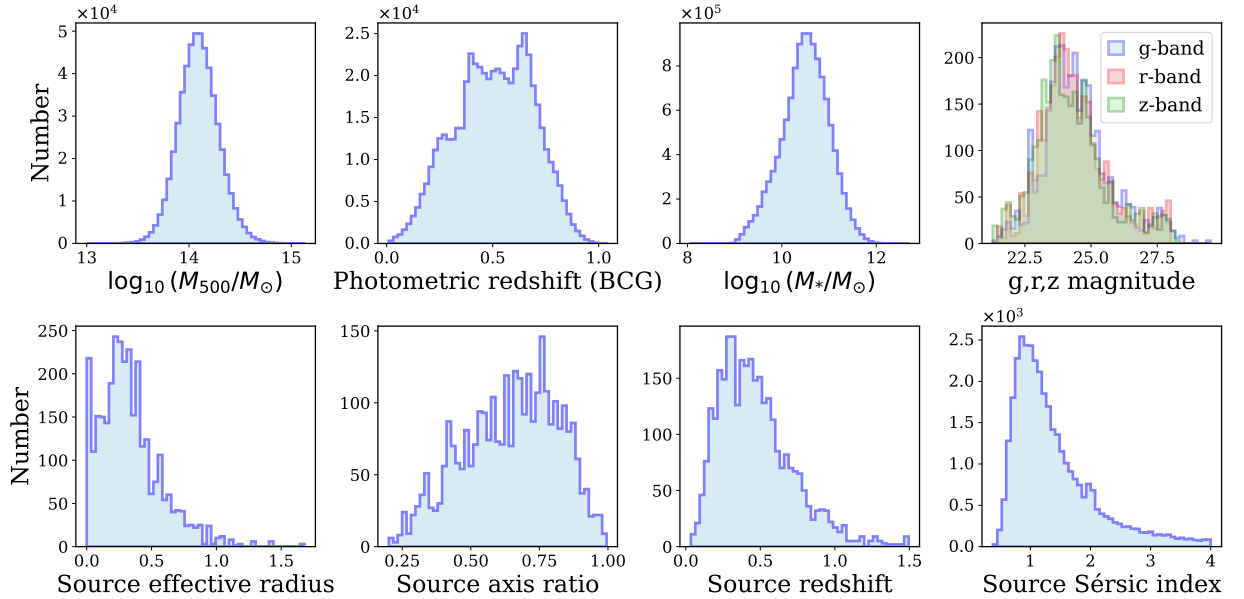 ×10⁴ ×10⁴ ×10⁵
Number
5
4
3
2
1
0
13 14 15
log₁₀ (M₅₀₀/M⊙)
2.5
2.0
1.5
1.0
0.5
0.0
0.0 0.5 1.0
Photometric redshift (BCG)
8
6
4
2
0
8 10 12
log₁₀ (M*/M⊙)
200
150
100
50
0
g-band
r-band
z-band
22.5 25.0 27.5
g,r,z magnitude
Number
250
200
150
100
50
0
0.0 0.5 1.0 1.5
Source effective radius
150
100
50
0
0.25 0.50 0.75 1.00
Source axis ratio
150
100
50
0
0.0 0.5 1.0 1.5
Source redshift
×10³
2.5
2.0
1.5
1.0
0.5
0.0
1 2 3 4
Source Sérsic index